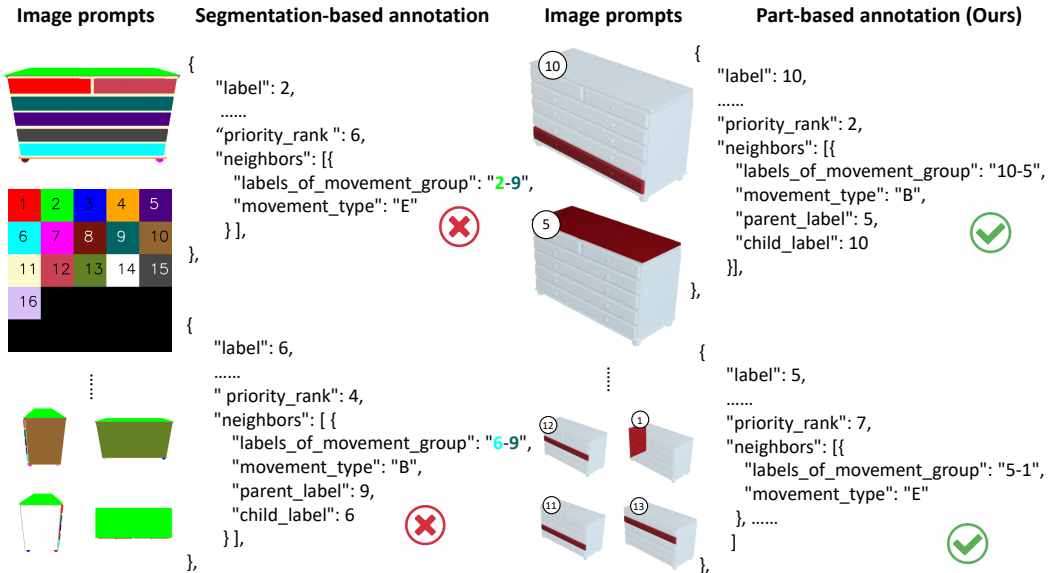 Image prompts
Segmentation-based annotation
Image prompts
Part-based annotation (Ours)
1 2 3 4 5
6 7 8 9 10
11 12 13 14 15
16
{
"label": 2,
......
“priority_rank ": 6,
"neighbors": [{
"labels_of_movement_group": "2-9",
"movement_type": "E"
} ],
},
{
"label": 6,
......
" priority_rank": 4,
"neighbors": [ {
"labels_of_movement_group": "6-9",
"movement_type": "B",
"parent_label": 9,
"child_label": 6
} ],
},
10
5
12
1
11
13
{
"label": 10,
......
"priority_rank": 2,
"neighbors": [{
"labels_of_movement_group": "10-5",
"movement_type": "B",
"parent_label": 5,
"child_label": 10
}],
},
{
"label": 5,
......
"priority_rank": 7,
"neighbors": [{
"labels_of_movement_group": "5-1",
"movement_type": "E"
}, ......
]
},